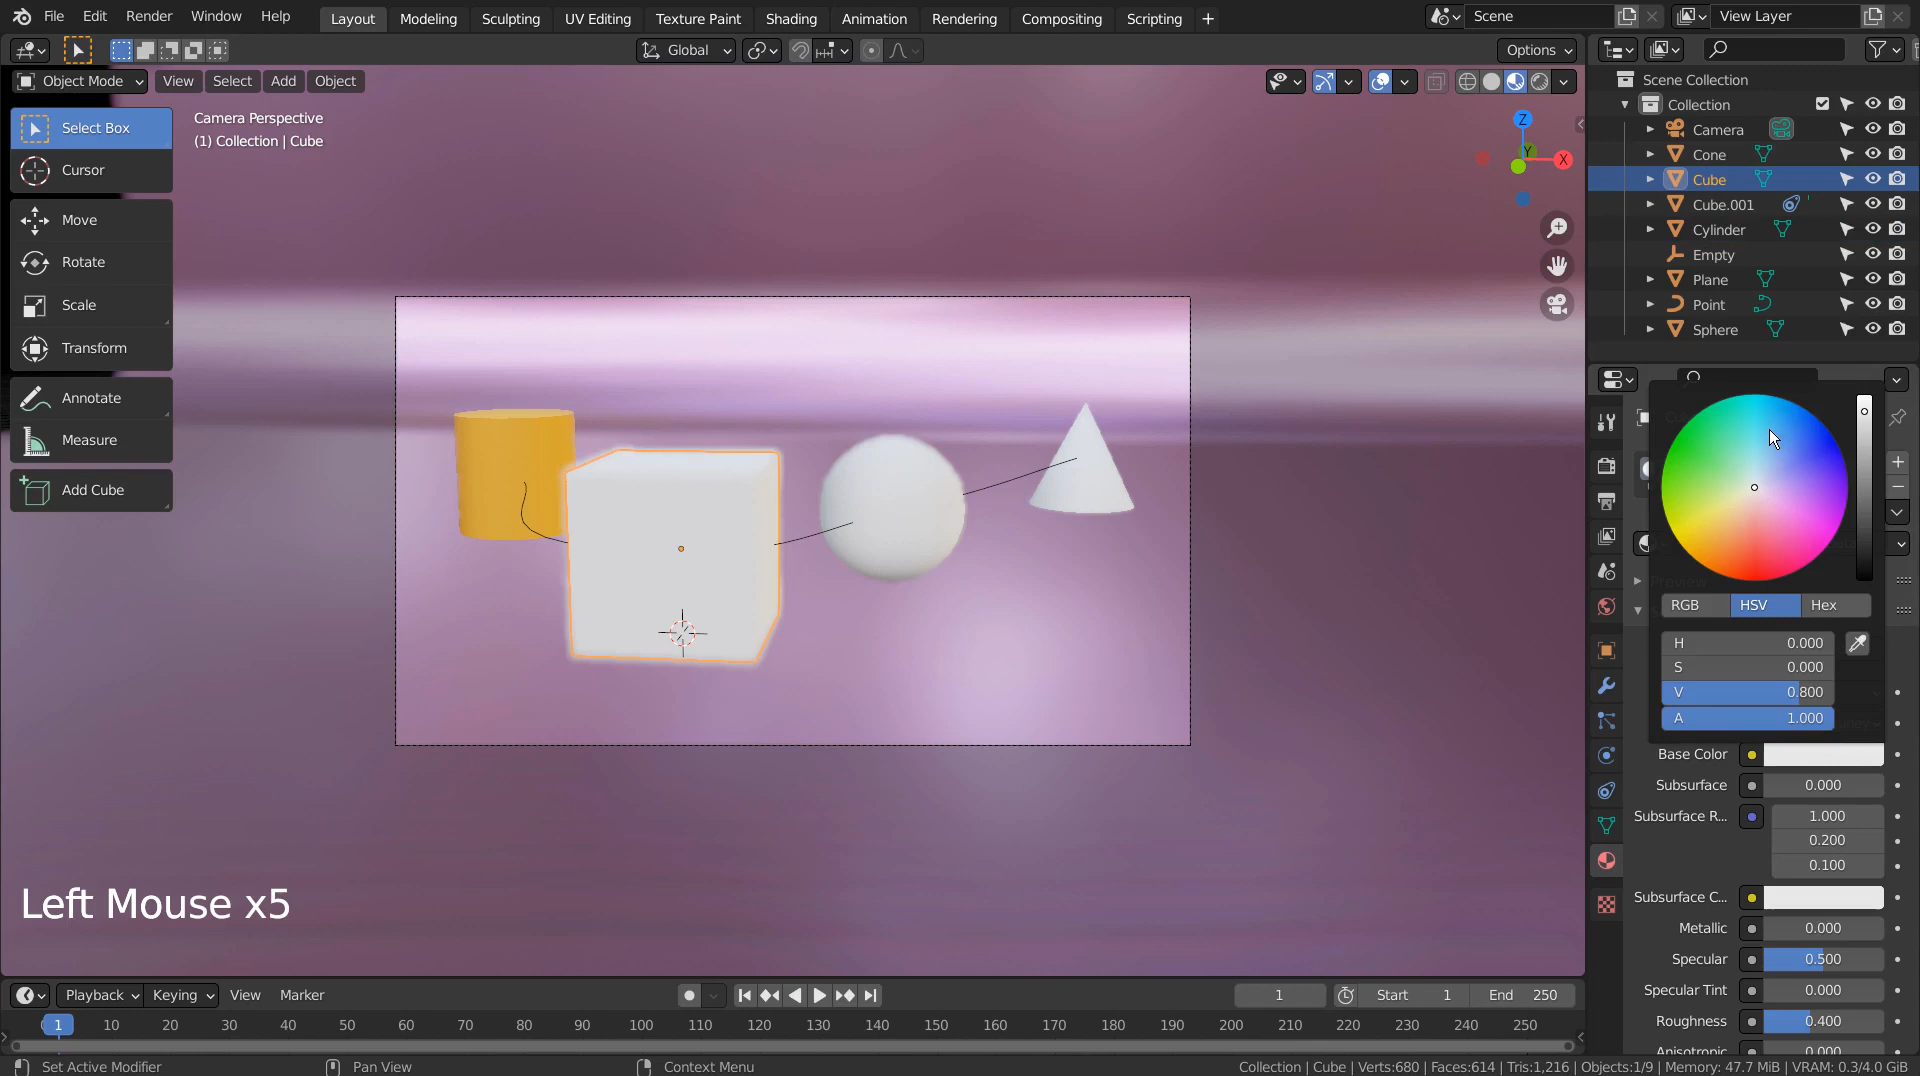 File Edit Render Window Help Layout Modeling Sculpting UV Editing Texture Paint Shading Animation Rendering Compositing Scripting + Scene View Layer
Global Options
Object Mode View Select Add Object
Select Box
Cursor
Move
Rotate
Scale
Transform
Annotate
Measure
Add Cube
Camera Perspective
(1) Collection | Cube
Z
Y
X
Left Mouse x5
Scene Collection
Collection
Camera
Cone
Cube
Cube.001
Cylinder
Empty
Plane
Point
Sphere
RGB HSV Hex
H 0.000
S 0.000
V 0.800
A 1.000
Base Color
Subsurface 0.000
Subsurface R... 1.000
0.200
0.100
Subsurface C...
Metallic 0.000
Specular 0.500
Specular Tint 0.000
Roughness 0.400
Anisotropic 0.000
Playback Keying View Marker 1 Start 1 End 250
1 10 20 30 40 50 60 70 80 90 100 110 120 130 140 150 160 170 180 190 200 210 220 230 240 250
Set Active Modifier Pan View Context Menu Collection | Cube | Verts:680 | Faces:614 | Tris:1,216 | Objects:1/9 | Memory: 47.7 MiB | VRAM: 0.3/4.0 GiB